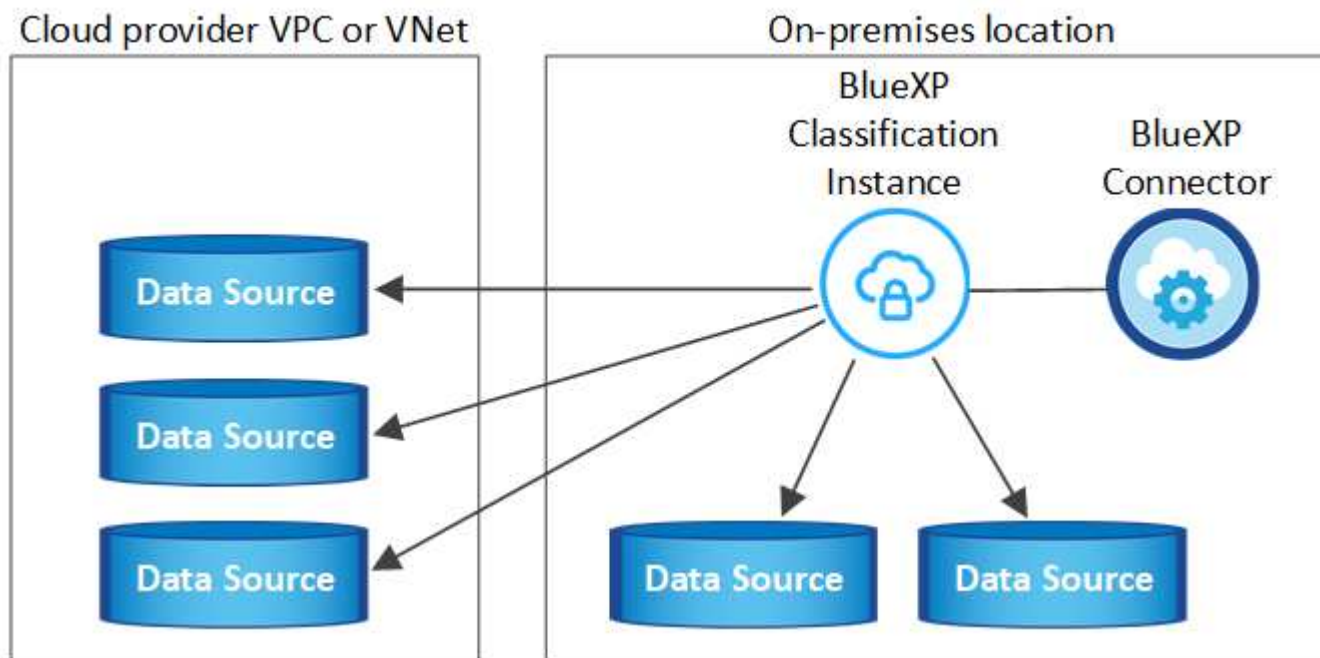 Cloud provider VPC or VNet
On-premises location
BlueXP
Classification
Instance
BlueXP
Connector
Data Source
Data Source
Data Source
Data Source
Data Source